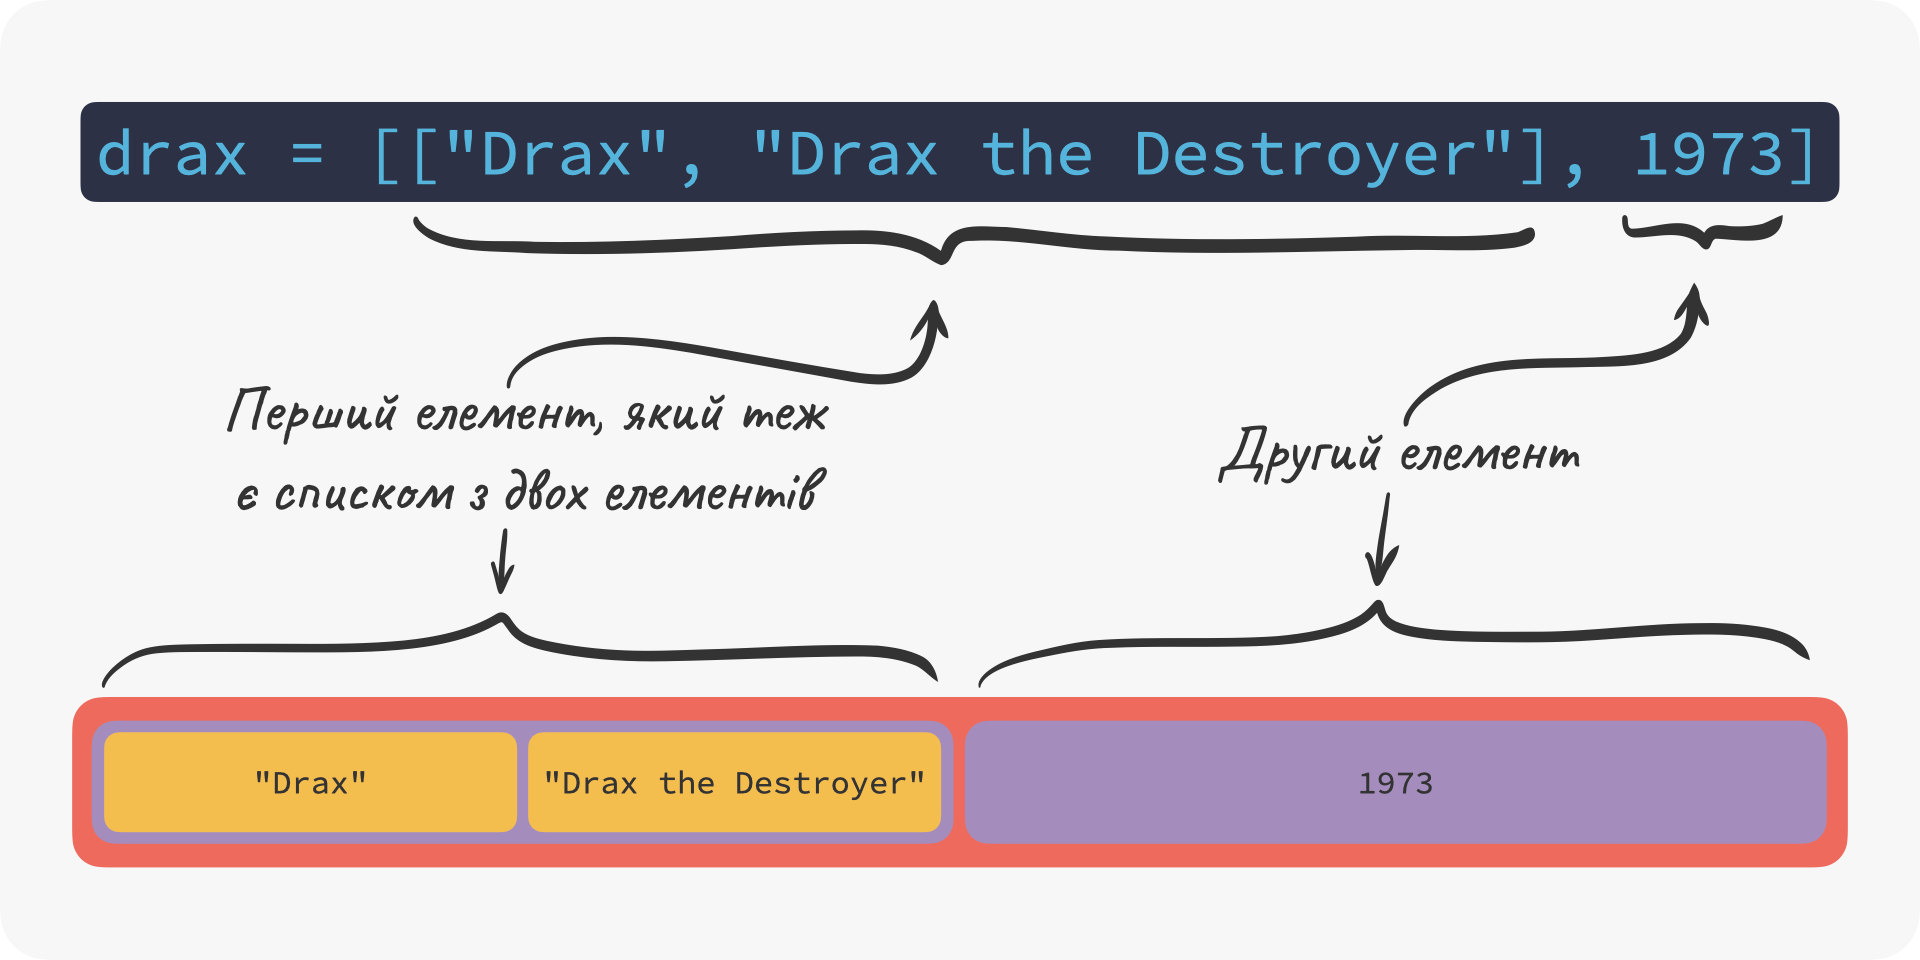 drax = [["Drax", "Drax the Destroyer"], 1973]
Перший елемент, який теж
є списком з двох елементів
Другий елемент
"Drax" "Drax the Destroyer" 1973